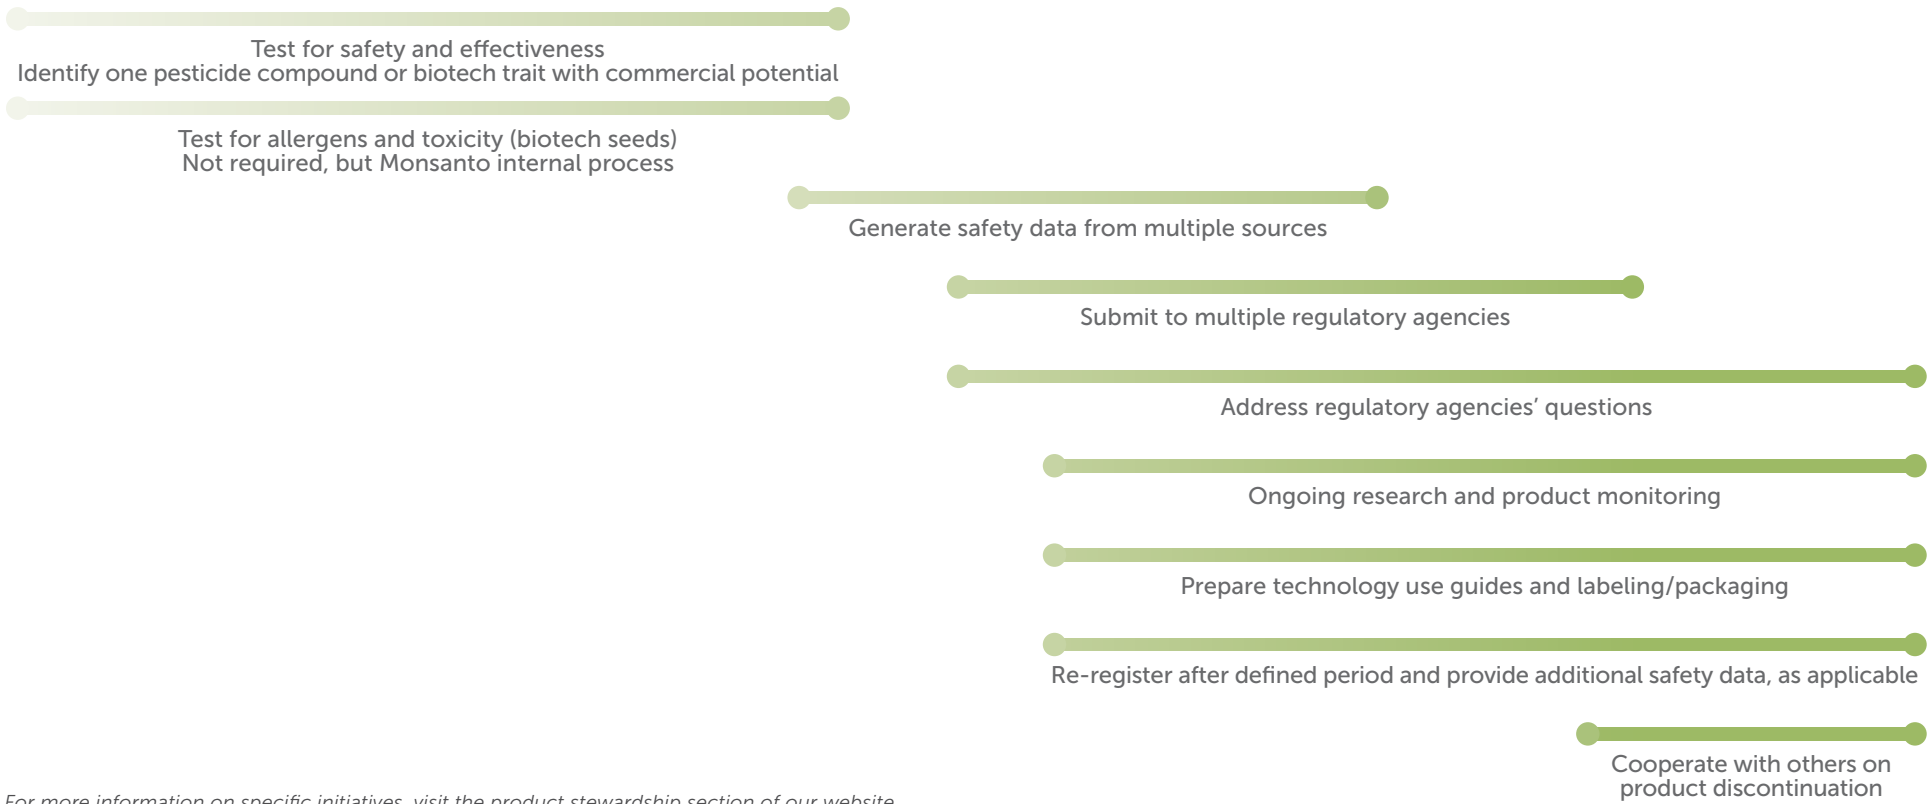 Test for safety and effectiveness
Identify one pesticide compound or biotech trait with commercial potential
Test for allergens and toxicity (biotech seeds)
Not required, but Monsanto internal process
Generate safety data from multiple sources
Submit to multiple regulatory agencies
Address regulatory agencies’ questions
Ongoing research and product monitoring
Prepare technology use guides and labeling/packaging
Re-register after defined period and provide additional safety data, as applicable
Cooperate with others on
product discontinuation
For more information on specific initiatives, visit the product stewardship section of our website